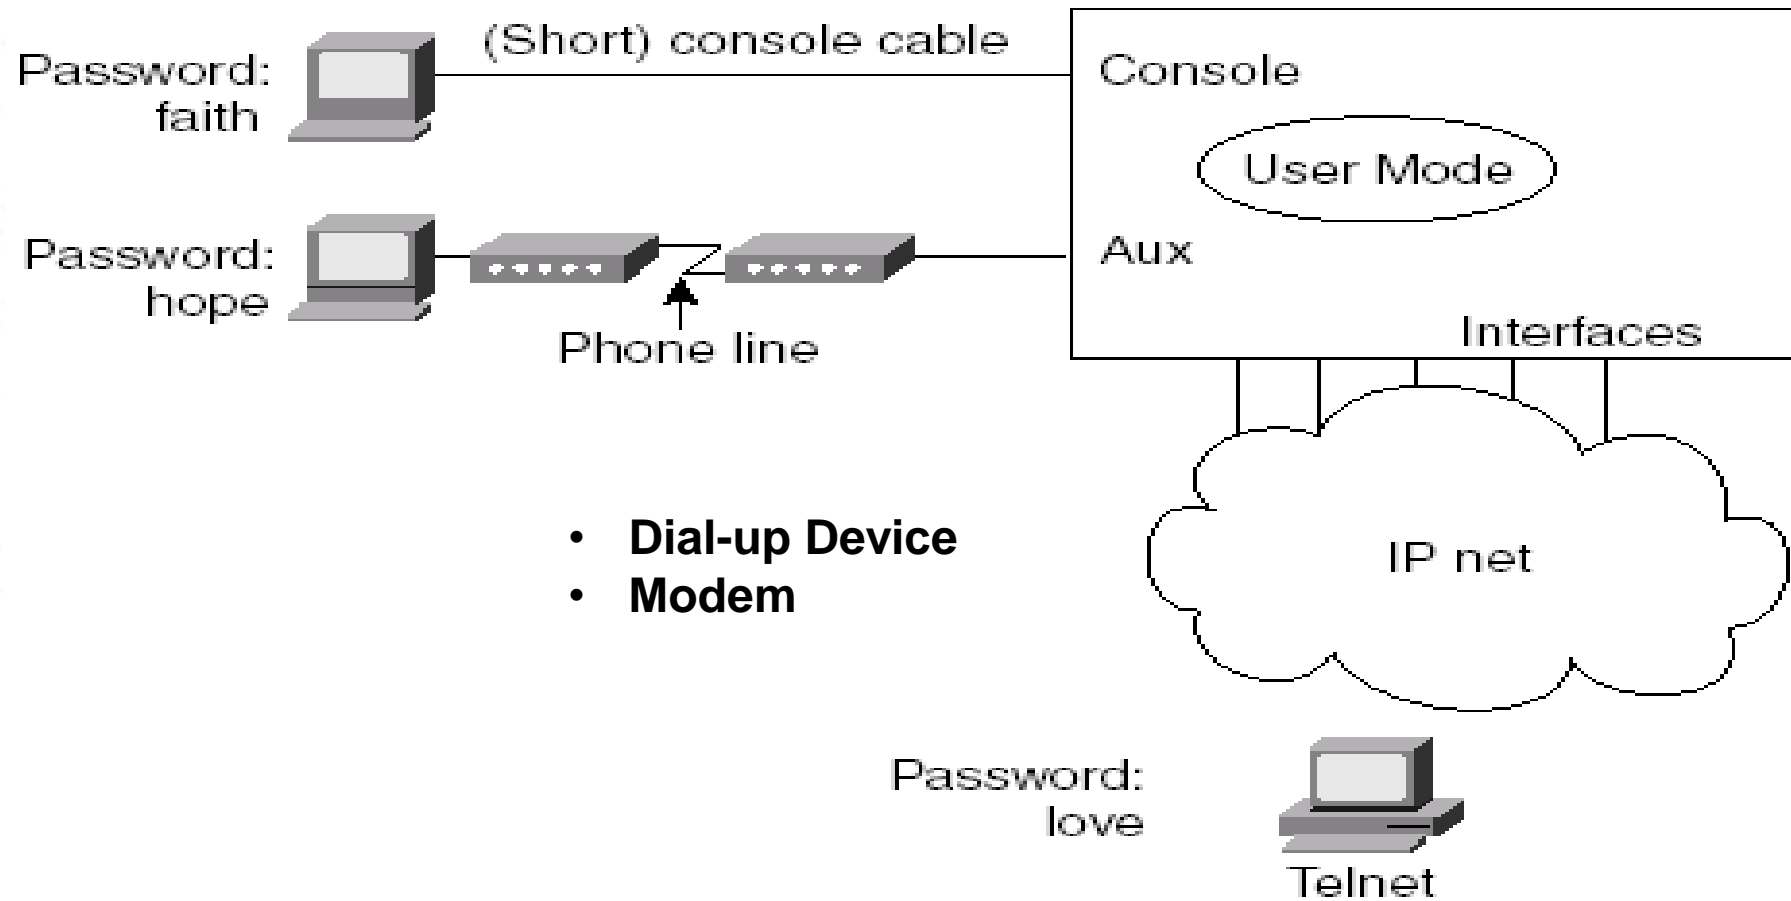 (Short) console cable
Password:
faith
Console
User Mode
Password:
hope
Aux
Phone line
Interfaces
• Dial-up Device
• Modem
IP net
Password:
love
Telnet